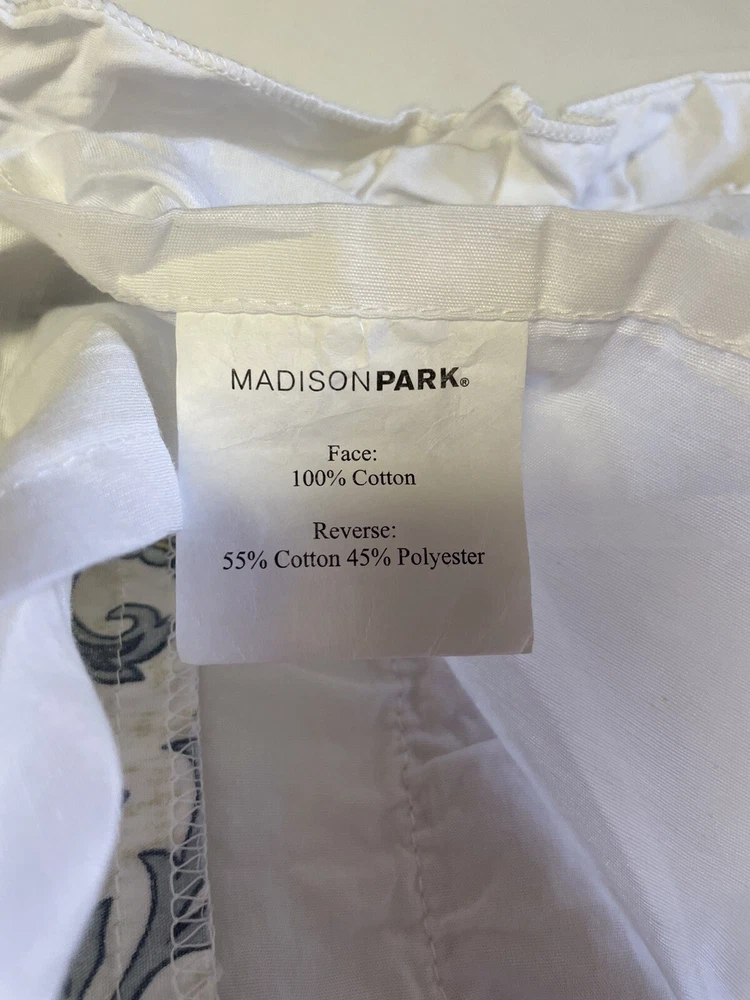 MADISONPARK®
Face:
100% Cotton
Reverse:
55% Cotton 45% Polyester